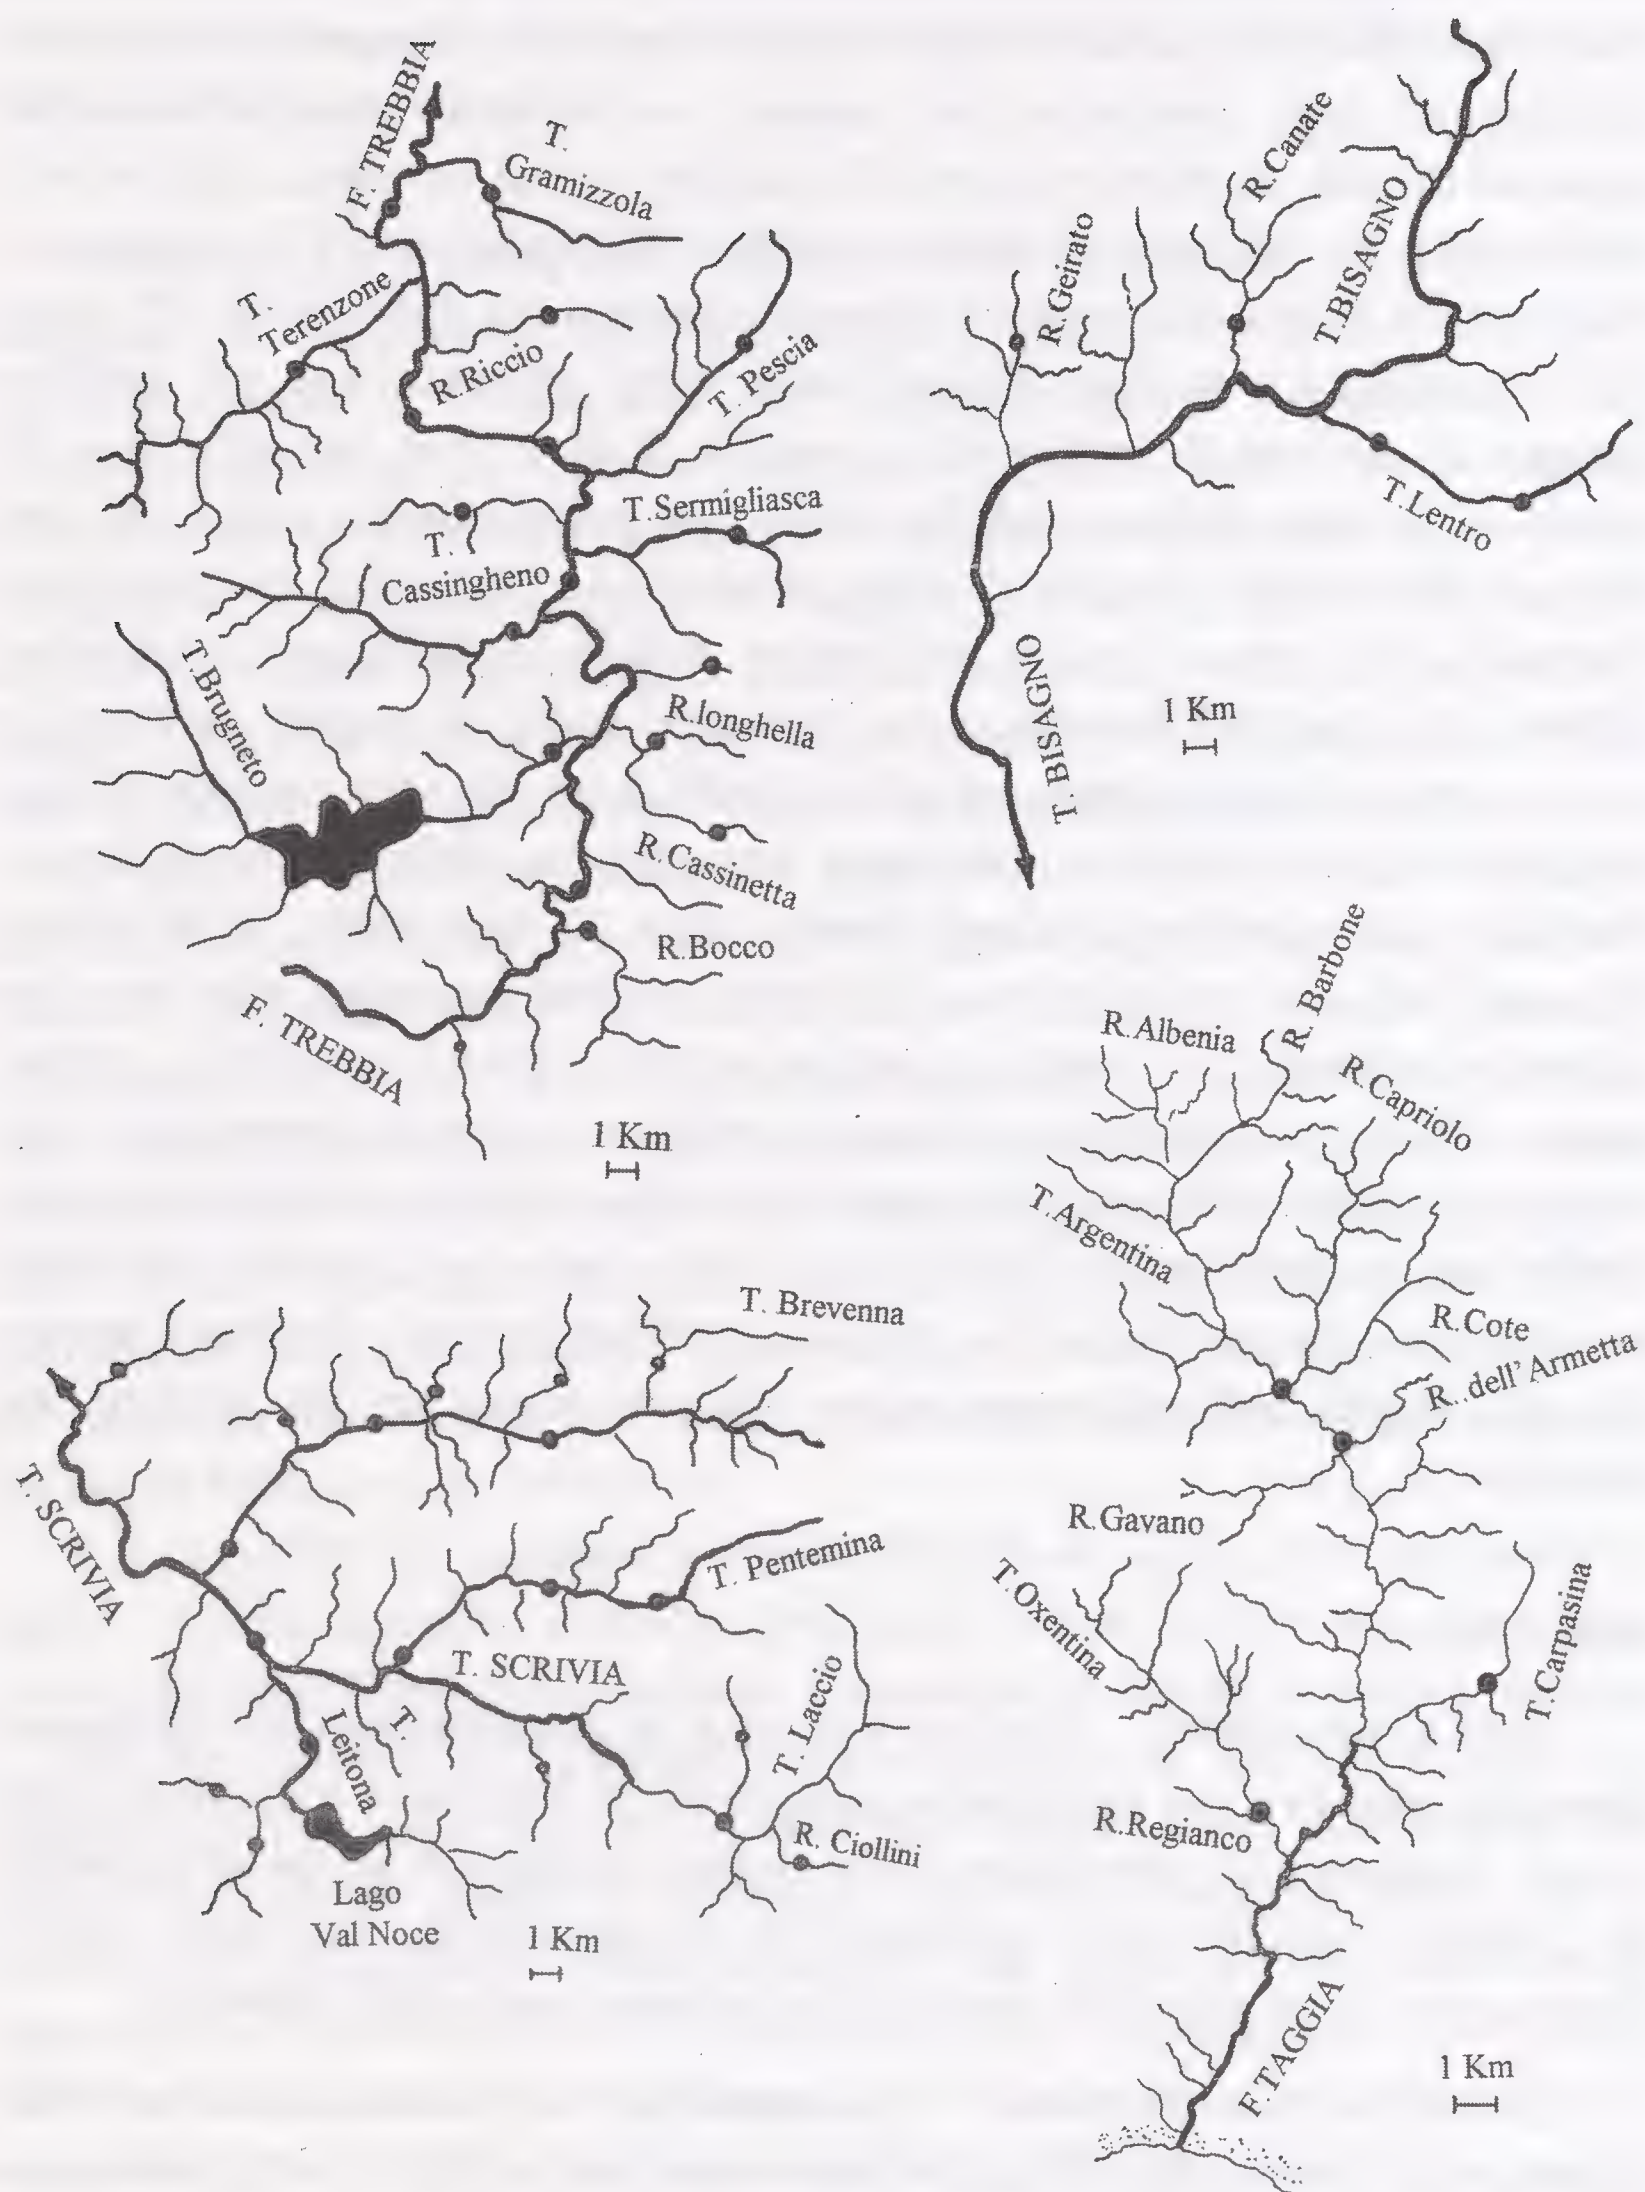 F. TREBBIA
T.
Gramizzola
T.
Terenzone
R.Riccio
T. Pescia
T.Sermigliasca
T.
Cassingheno
T.Brugneto
R.longhella
R.Cassinetta
R.Bocco
F. TREBBIA
1 Km
R.Canate
R.Geirato
T.BISAGNO
T.Lentro
T. BISAGNO
1 Km
T. Brevenna
T. SCRIVIA
T. Pentemina
T. SCRIVIA
T.
Leitona
T. Laccio
R. Ciollini
Lago
Val Noce
1 Km
R. Barbone
R.Albenia
R.Capriolo
T.Argentina
R.Cote
R..dell'Armetta
R.Gavano
T.Oxentina
T.Carpasina
R.Regianco
F.TAGGIA
1 Km